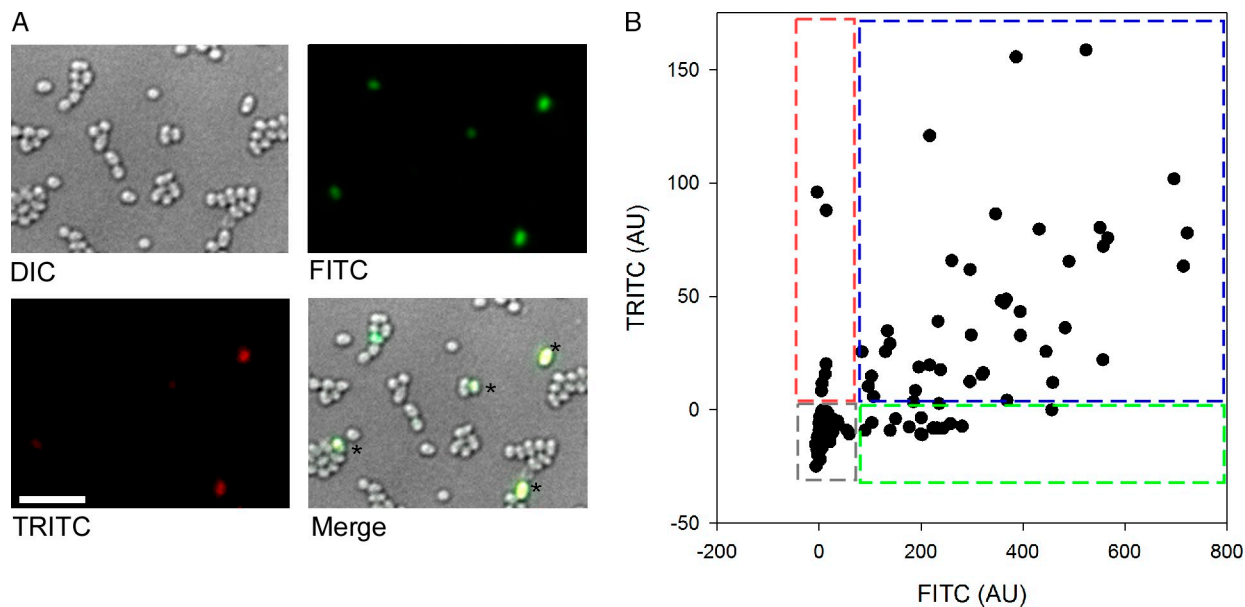 A
DIC
FITC
TRITC
Merge
*
*
*
*
B
TRITC (AU)
150
100
50
0
-50
-200
0
200
400
600
800
FITC (AU)